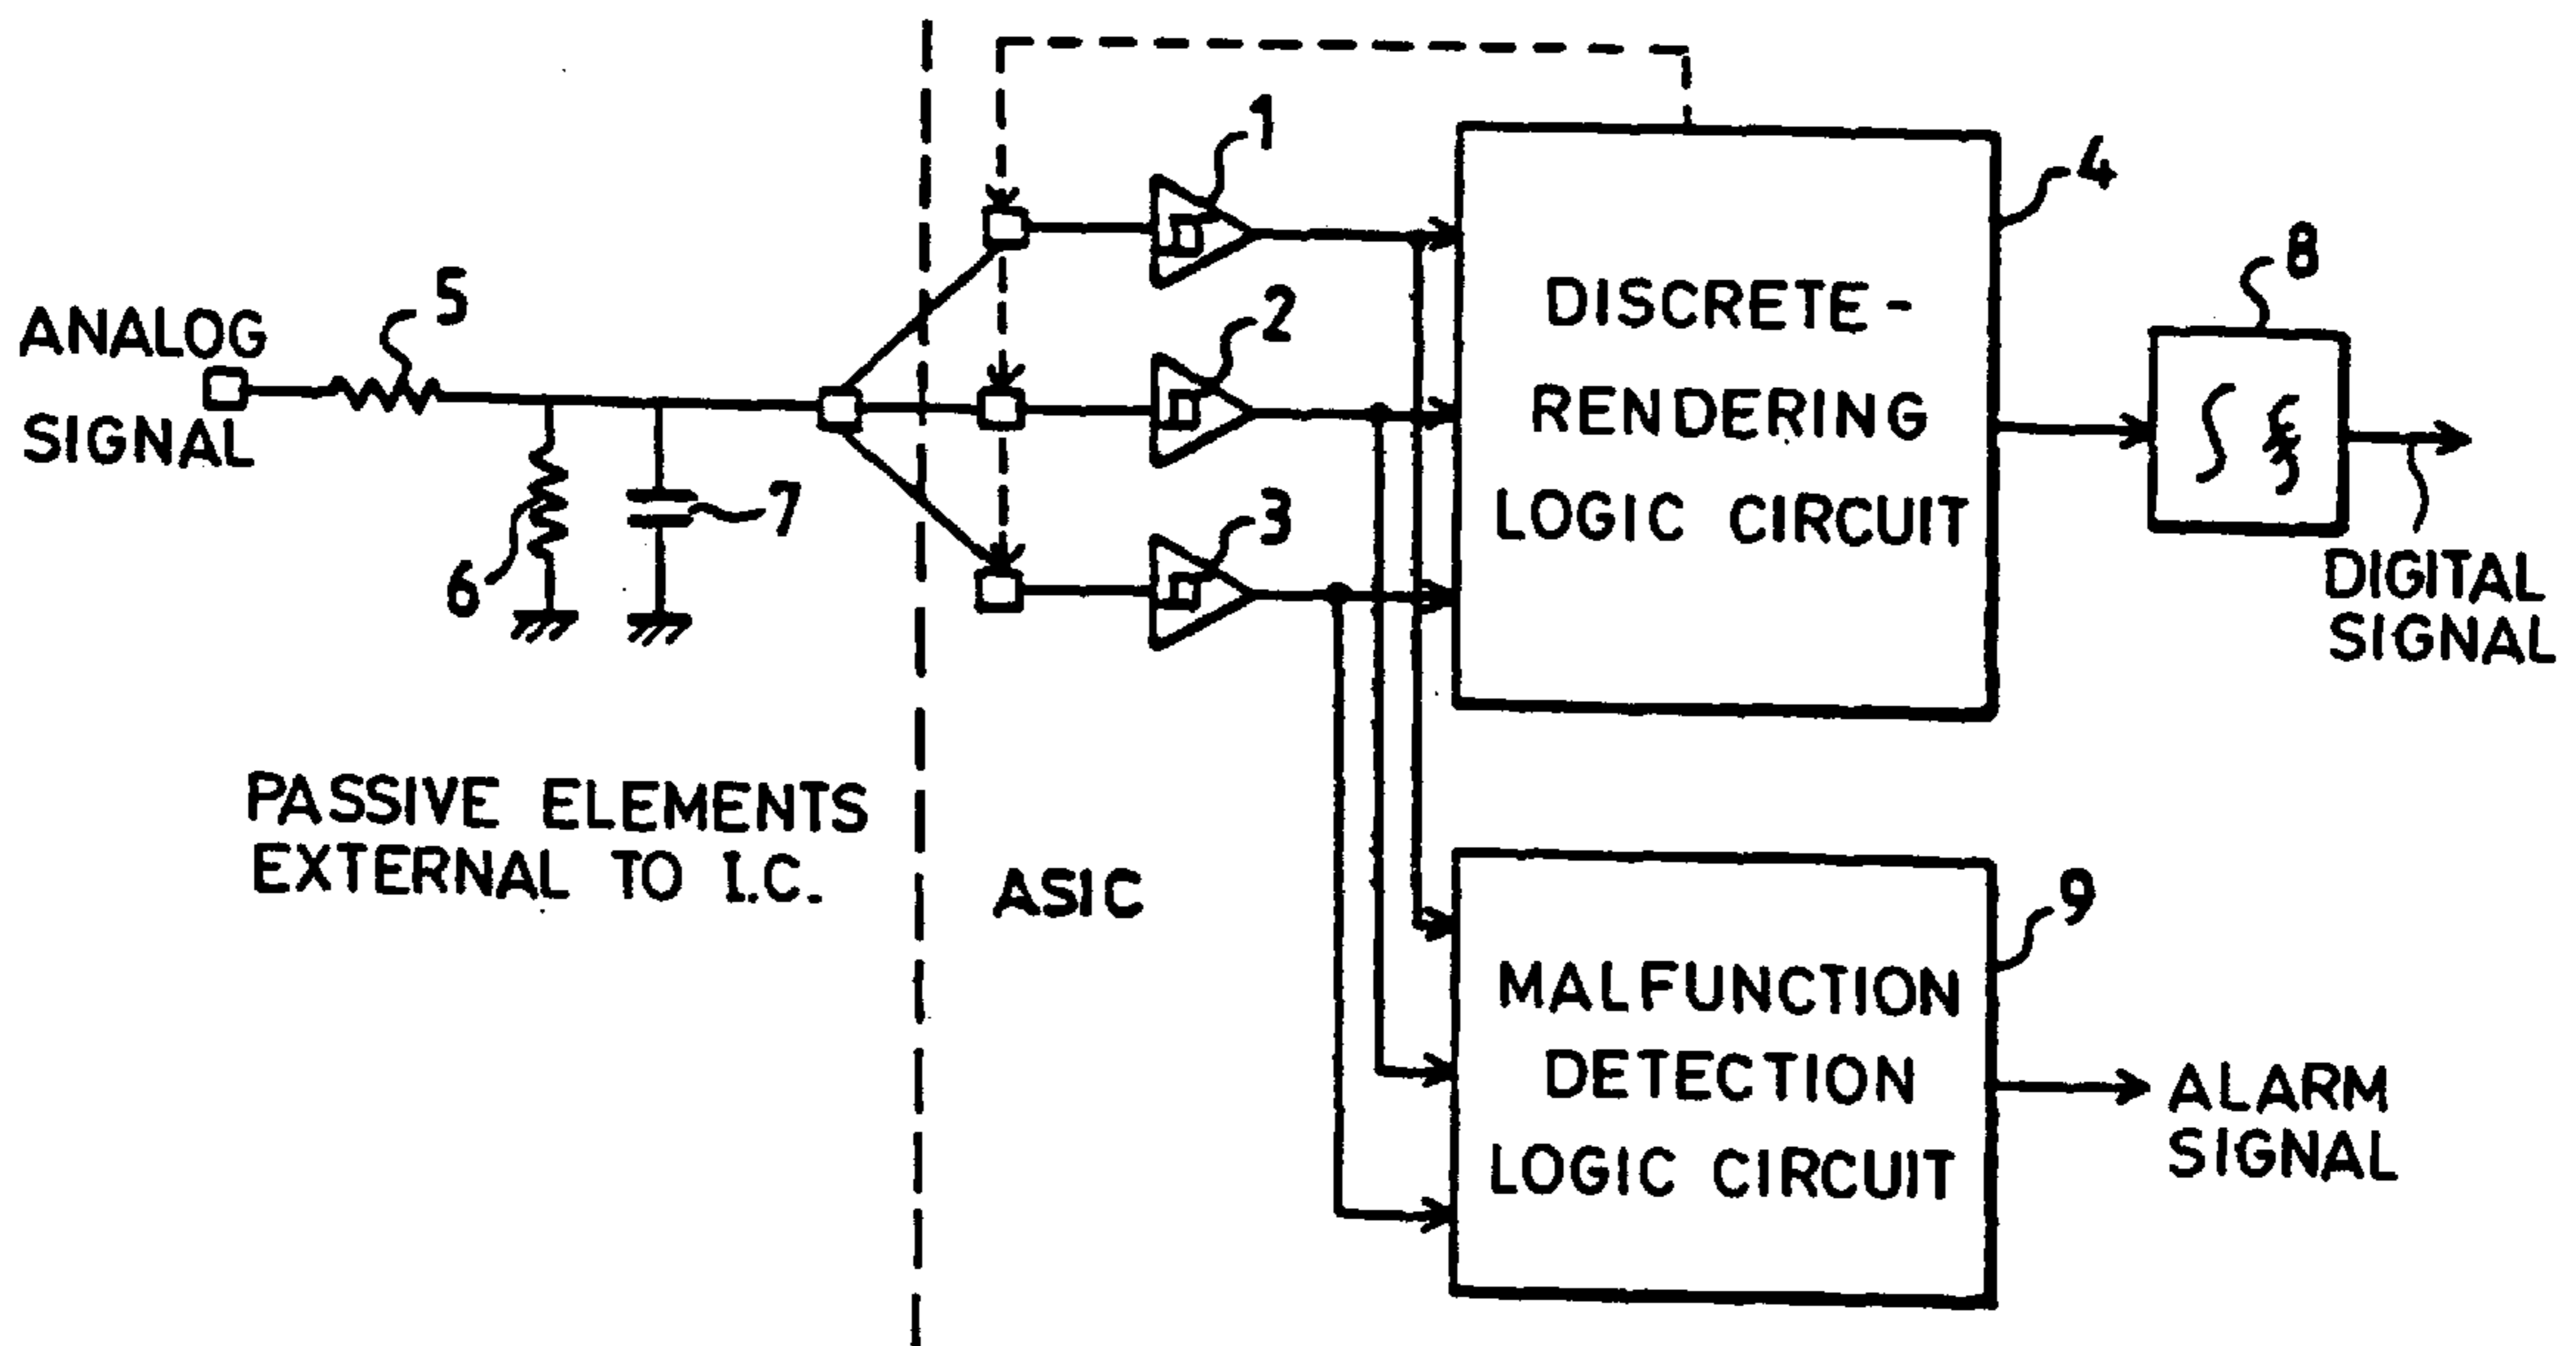 ANALOG
SIGNAL
5
6
7
1
2
3
DISCRETE-
RENDERING
LOGIC CIRCUIT
4
8
DIGITAL
SIGNAL
PASSIVE ELEMENTS
EXTERNAL TO I.C.
ASIC
MALFUNCTION
DETECTION
LOGIC CIRCUIT
9
ALARM
SIGNAL